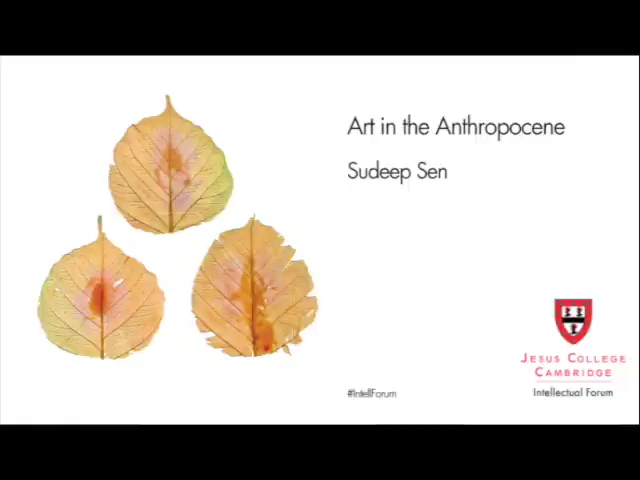 Art in the Anthropocene
Sudeep Sen
JESUS COLLEGE
CAMBRIDGE
#IntellForum
Intellectual Forum